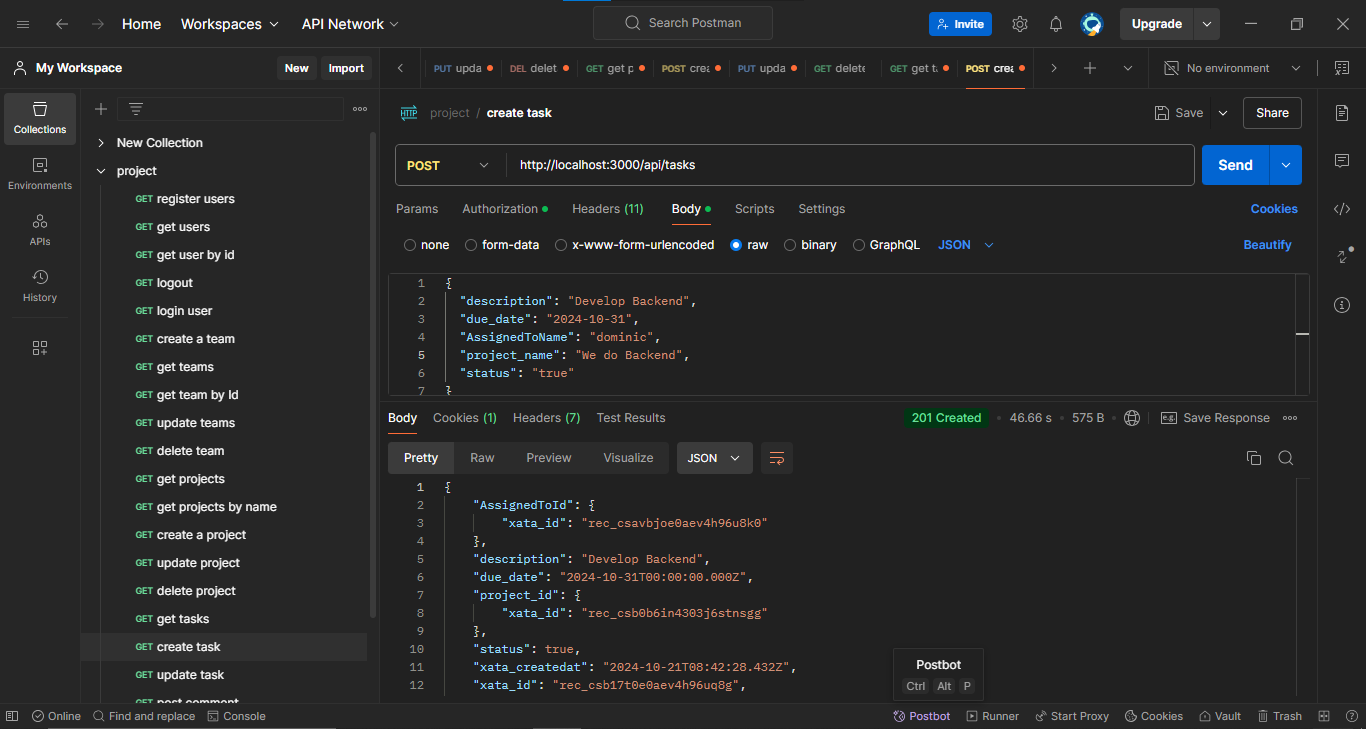 Home Workspaces API Network Search Postman Invite Upgrade
My Workspace New Import PUT upda DEL delet GET get p POST crea PUT upda GET delete GET get t POST crea No environment
Collections
Environments
APIs
History
New Collection
project
GET register users
GET get users
GET get user by id
GET logout
GET login user
GET create a team
GET get teams
GET get team by Id
GET update teams
GET delete team
GET get projects
GET get projects by name
GET create a project
GET update project
GET delete project
GET get tasks
GET create task
GET update task
GET post comment
HTTP project / create task Save Share
POST http://localhost:3000/api/tasks Send
Params Authorization Headers (11) Body Scripts Settings Cookies
none form-data x-www-form-urlencoded raw binary GraphQL JSON Beautify
1 {
2 "description": "Develop Backend",
3 "due_date": "2024-10-31",
4 "AssignedToName": "dominic",
5 "project_name": "We do Backend",
6 "status": "true"
7 }
Body Cookies (1) Headers (7) Test Results 201 Created 46.66 s 575 B e.g. Save Response
Pretty Raw Preview Visualize JSON
1 {
2 "AssignedToId": {
3 "xata_id": "rec_csavbjoe0aev4h96u8k0"
4 },
5 "description": "Develop Backend",
6 "due_date": "2024-10-31T00:00:00.000Z",
7 "project_id": {
8 "xata_id": "rec_csb0b6in4303j6stnsgg"
9 },
10 "status": true,
11 "xata_createdat": "2024-10-21T08:42:28.432Z",
12 "xata_id": "rec_csb17t0e0aev4h96uq8g",
Postbot
Ctrl Alt P
Online Find and replace Console Postbot Runner Start Proxy Cookies Vault Trash